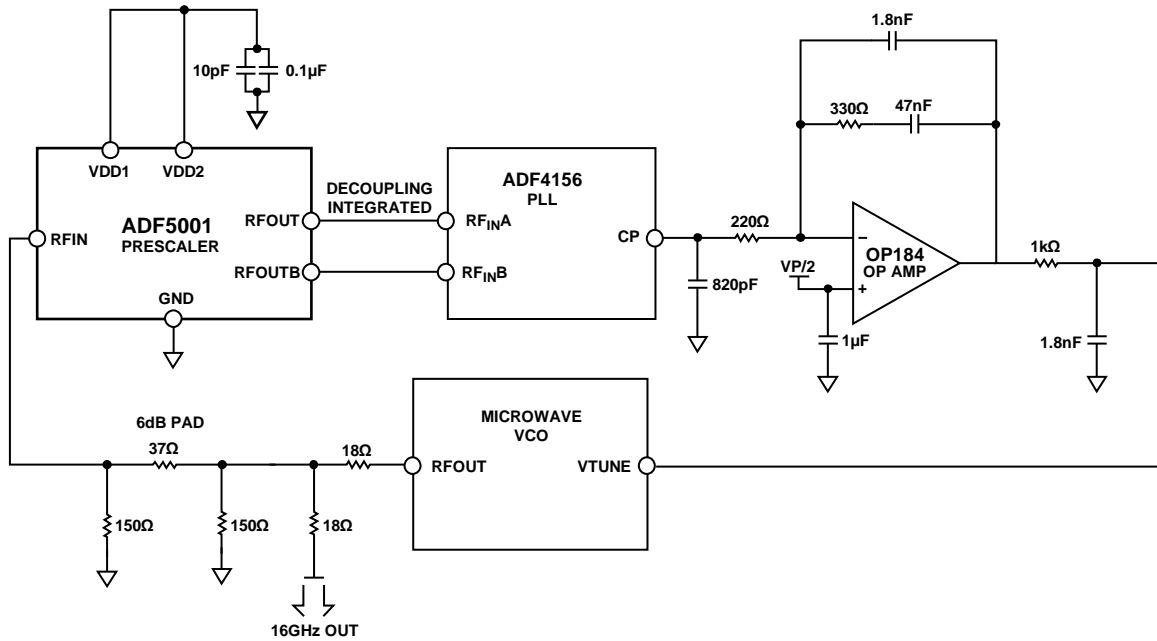 1.8nF
10pF
0.1µF
330Ω
47nF
VDD1
VDD2
ADF5001
PRESCALER
RFIN
RFOUT
RFOUTB
GND
DECOUPLING
INTEGRATED
ADF4156
PLL
RFINA
RFINB
CP
220Ω
820pF
VP/2
1µF
−
+
OP184
OP AMP
1kΩ
1.8nF
6dB PAD
37Ω
150Ω
150Ω
18Ω
18Ω
16GHz OUT
MICROWAVE
VCO
RFOUT
VTUNE